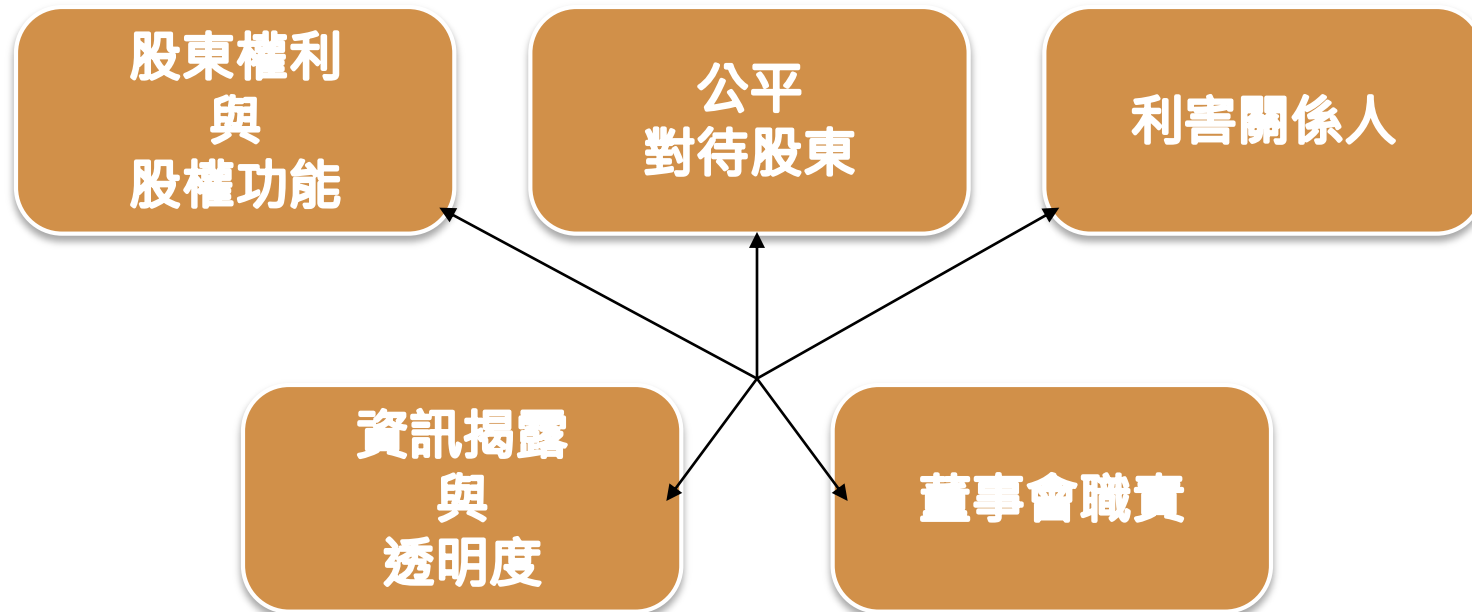 股東權利
與
股權功能
公平
對待股東
利害關係人
資訊揭露
與
透明度
董事會職責